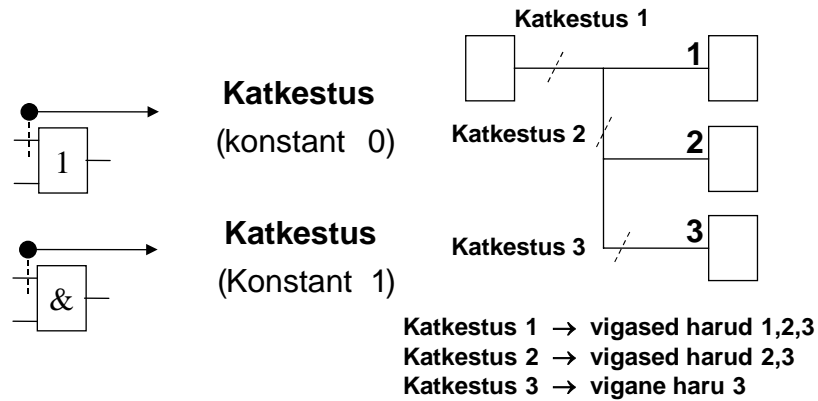 Katkestus
(konstant 0)
1
Katkestus
(Konstant 1)
&
Katkestus 1
1
Katkestus 2
2
Katkestus 3
3
Katkestus 1 → vigased harud 1,2,3
Katkestus 2 → vigased harud 2,3
Katkestus 3 → vigane haru 3